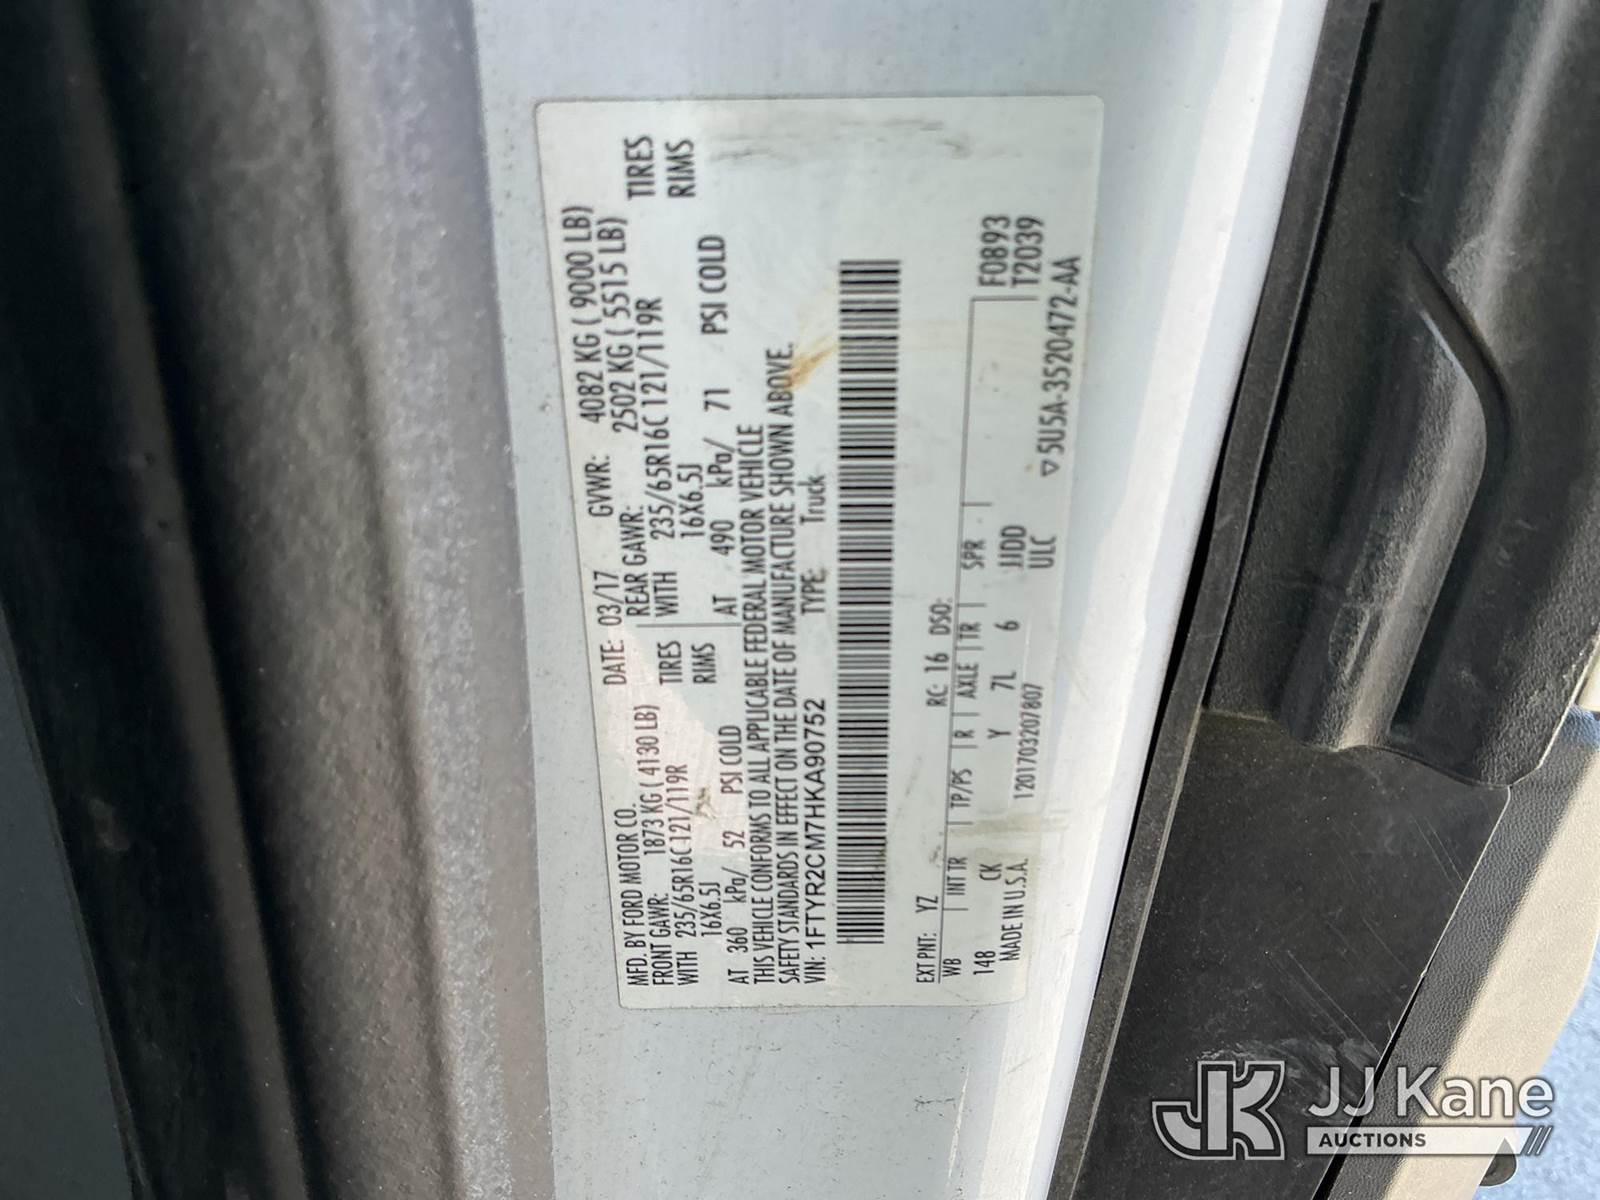 MFD. BY FORD MOTOR CO.
DATE: 03/17 GVWR: 4082 KG ( 9000 LB)
FRONT GAWR: 1873 KG ( 4130 LB) REAR GAWR: 2502 KG ( 5515 LB)
WITH 235/65R16C 121/119R TIRES WITH 235/65R16C 121/119R TIRES
16X6.5J RIMS 16X6.5J RIMS
AT 360 kPa/ 52 PSI COLD AT 490 kPa/ 71 PSI COLD
THIS VEHICLE CONFORMS TO ALL APPLICABLE FEDERAL MOTOR VEHICLE
SAFETY STANDARDS IN EFFECT ON THE DATE OF MANUFACTURE SHOWN ABOVE.
VIN: 1FTYR2CM7HKA90752 TYPE: Truck
EXT PNT: YZ RC: 16 DSO:
WB INT TR TP/PS R AXLE TR SPR F0893
148 CK Y 7L 6 JJDD T2039
MADE IN U.S.A. 1201703207807 ULC
▽5U5A-3520472-AA
JK JJ Kane
AUCTIONS